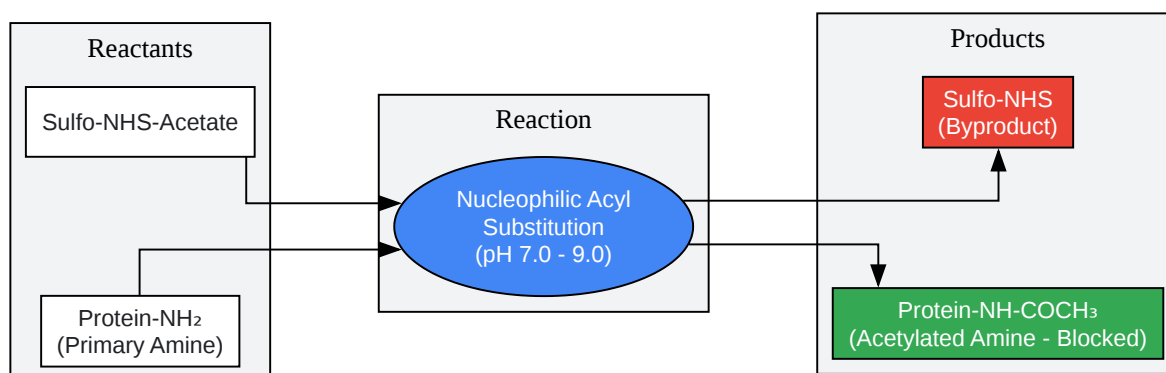 Reactants
Sulfo-NHS-Acetate
Protein-NH₂
(Primary Amine)
Reaction
Nucleophilic Acyl
Substitution
(pH 7.0 - 9.0)
Products
Sulfo-NHS
(Byproduct)
Protein-NH-COCH₃
(Acetylated Amine - Blocked)